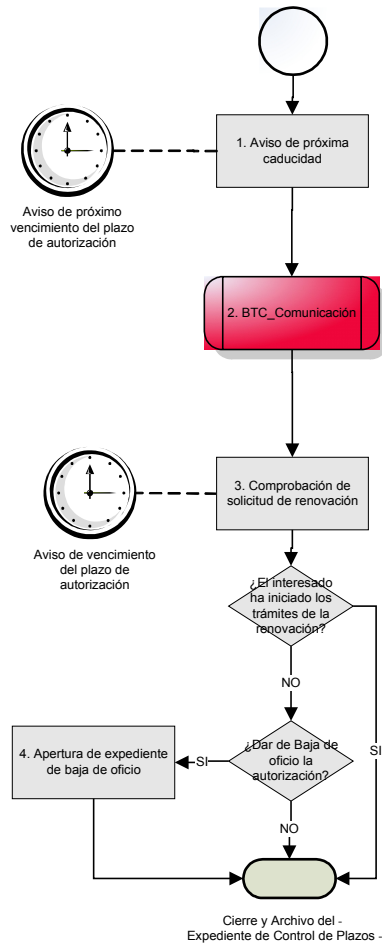 1. Aviso de próxima
caducidad
Aviso de próximo
vencimiento del plazo
de autorización
2. BTC_Comunicación
3. Comprobación de
solicitud de renovación
Aviso de vencimiento
del plazo de
autorización
¿El interesado
ha iniciado los
trámites de la
renovación?
NO
SI
¿Dar de Baja de
oficio la
autorización?
SI
4. Apertura de expediente
de baja de oficio
NO
Cierre y Archivo del -
Expediente de Control de Plazos -